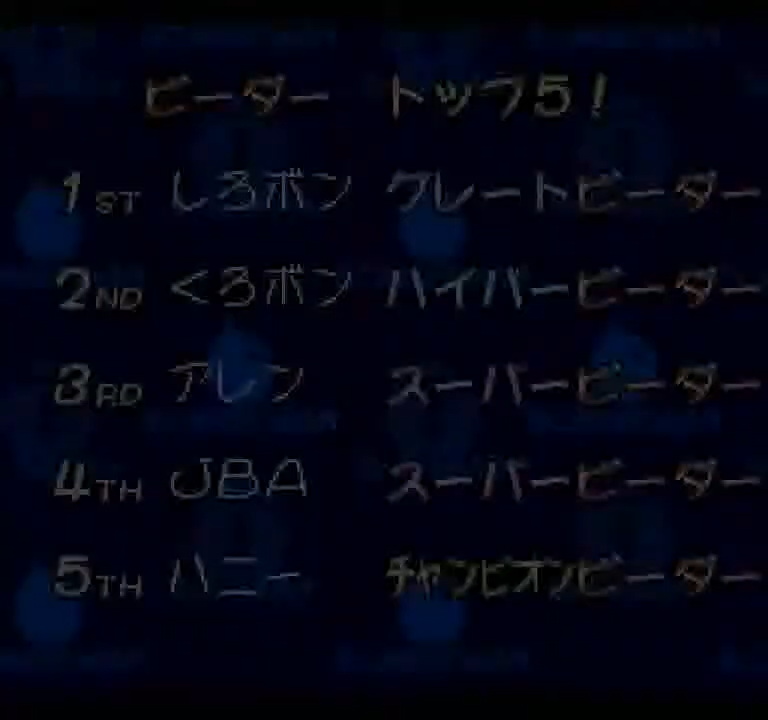 ビーダー トップ5!
1ST しろボン グレートビーダー
2ND くろボン ハイパービーダー
3RD アレン スーパービーダー
4TH JBA スーパービーダー
5TH ハニー チャンピオンビーダー